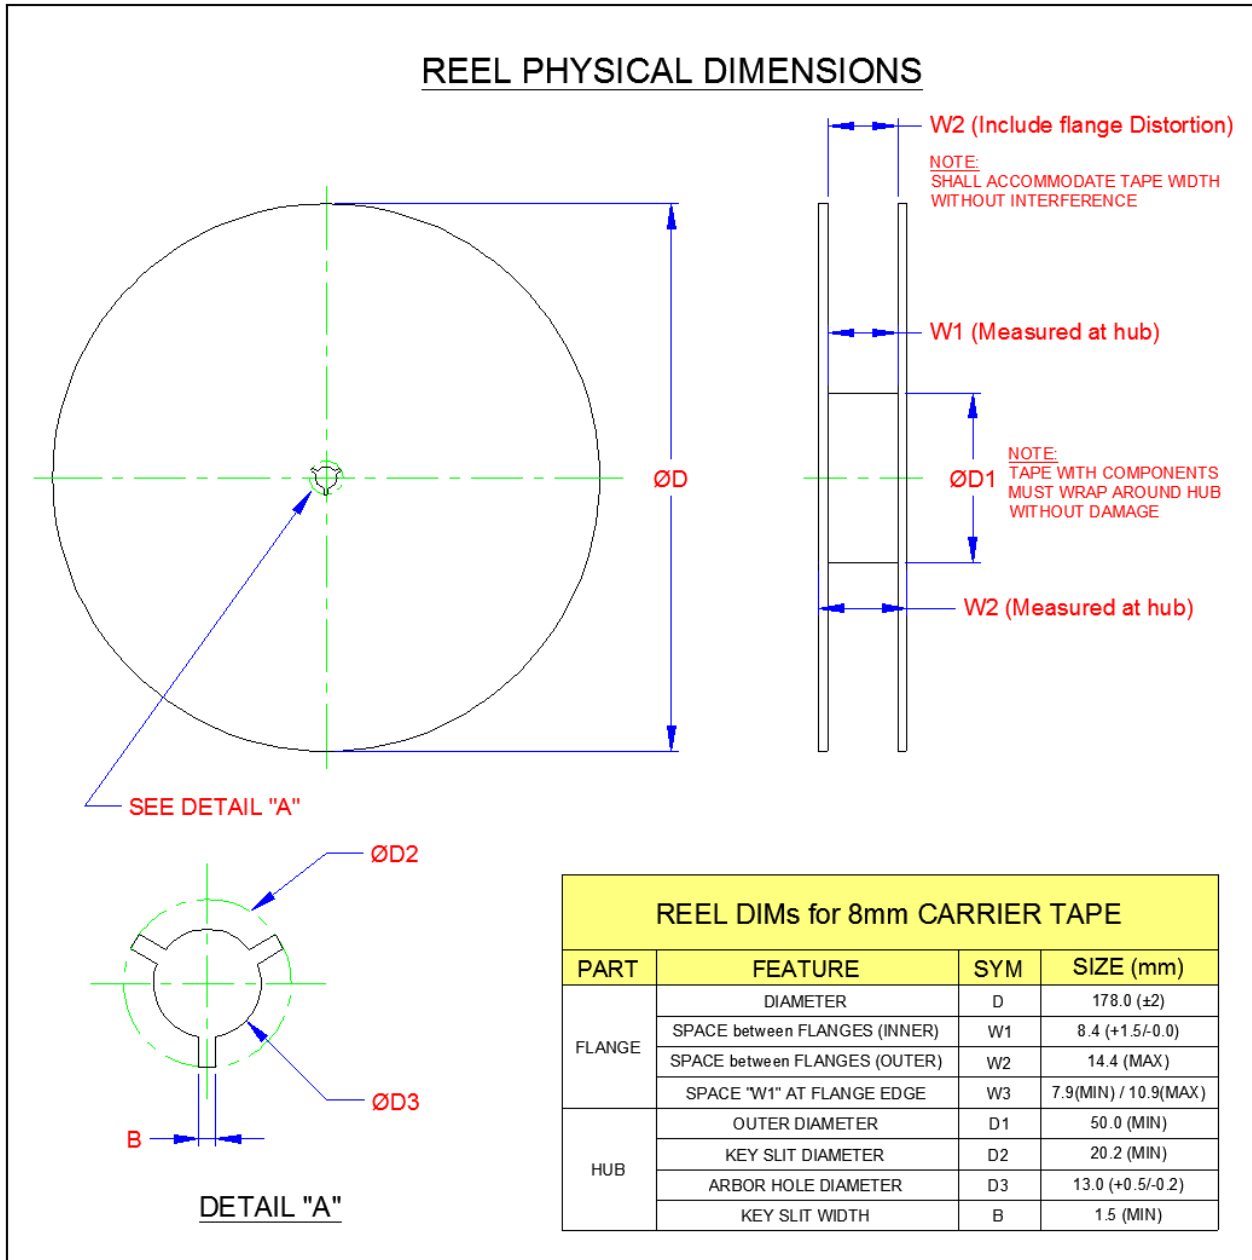 REEL PHYSICAL DIMENSIONS
W2 (Include flange Distortion)
NOTE:
SHALL ACCOMMODATE TAPE WIDTH
WITHOUT INTERFERENCE
W1 (Measured at hub)
ØD
ØD1
NOTE:
TAPE WITH COMPONENTS
MUST WRAP AROUND HUB
WITHOUT DAMAGE
W2 (Measured at hub)
SEE DETAIL "A"
ØD2
ØD3
B
DETAIL "A"
REEL DIMs for 8mm CARRIER TAPE
PART FEATURE SYM SIZE (mm)
FLANGE
DIAMETER D 178.0 (±2)
SPACE between FLANGES (INNER) W1 8.4 (+1.5/-0.0)
SPACE between FLANGES (OUTER) W2 14.4 (MAX)
SPACE "W1" AT FLANGE EDGE W3 7.9(MIN) / 10.9(MAX)
HUB
OUTER DIAMETER D1 50.0 (MIN)
KEY SLIT DIAMETER D2 20.2 (MIN)
ARBOR HOLE DIAMETER D3 13.0 (+0.5/-0.2)
KEY SLIT WIDTH B 1.5 (MIN)